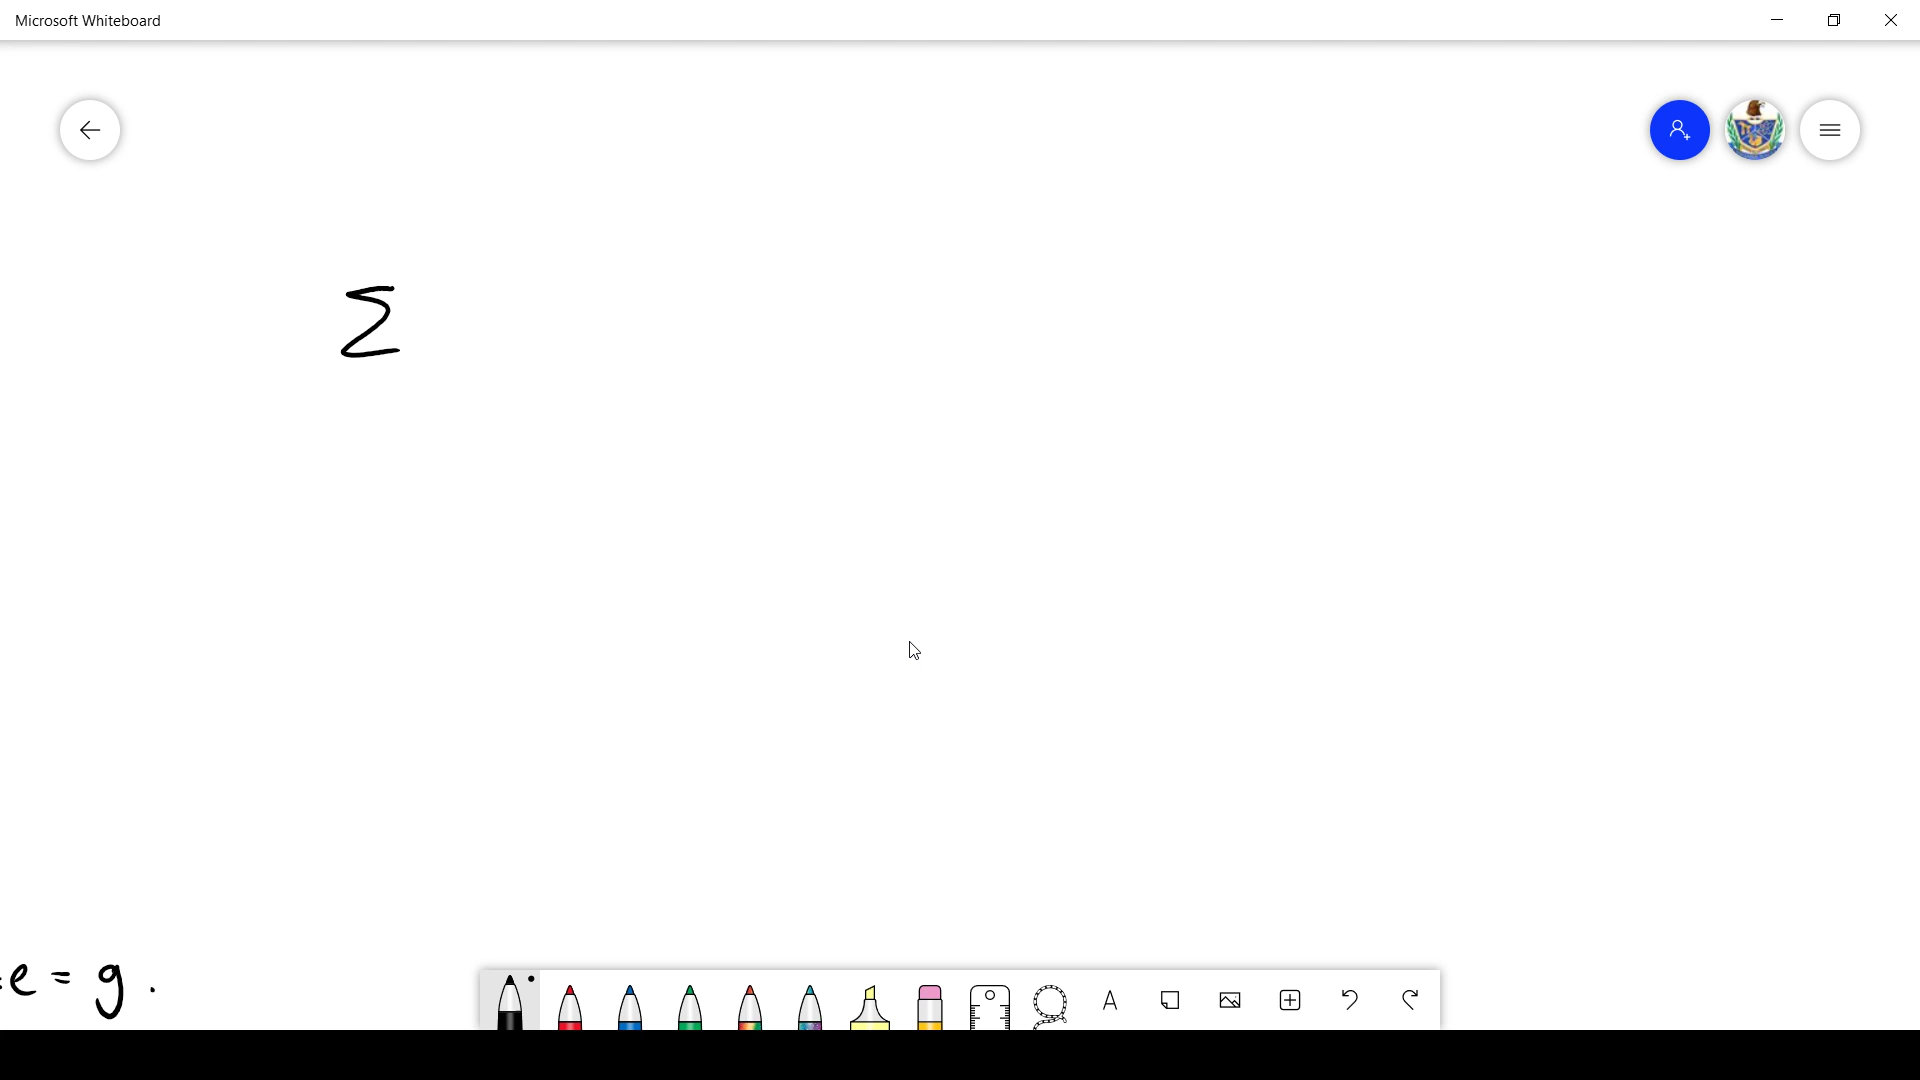 Microsoft Whiteboard
Σ
e = g .
A